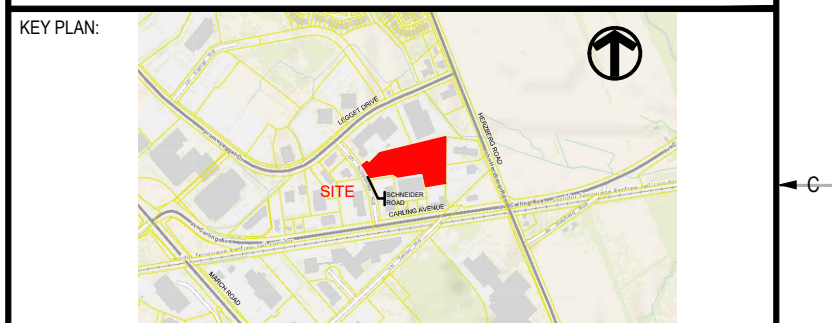 KEY PLAN:
LEGGET DRIVE
HERZBERG ROAD
SITE
SCHNEIDER
ROAD
CARLING AVENUE
MARCH ROAD
C